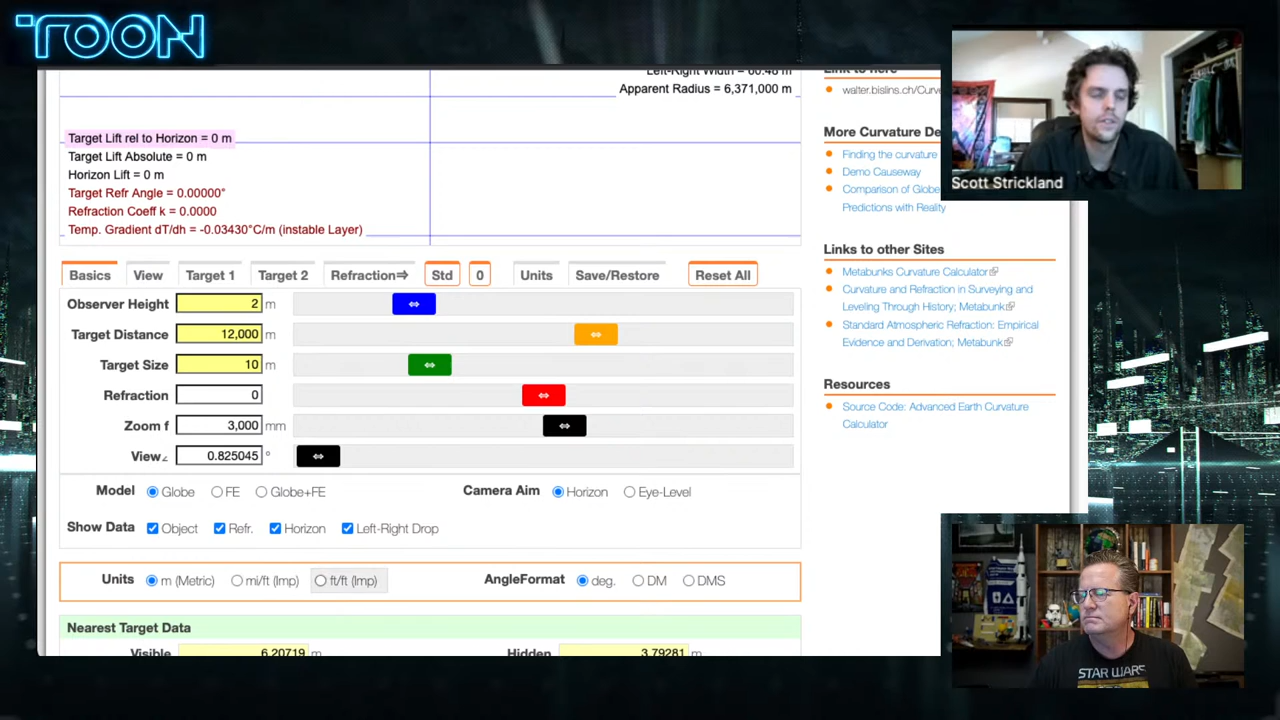 TOON
Left-Right Width = 60.48 m
Apparent Radius = 6,371,000 m
Target Lift rel to Horizon = 0 m
Target Lift Absolute = 0 m
Horizon Lift = 0 m
Target Refr Angle = 0.00000°
Refraction Coeff k = 0.0000
Temp. Gradient dT/dh = -0.03430°C/m (instable Layer)
Basics View Target 1 Target 2 Refraction⇒ Std 0 Units Save/Restore Reset All
Observer Height 2 m
Target Distance 12,000 m
Target Size 10 m
Refraction 0
Zoom f 3,000 mm
View∠ 0.825045 °
Model Globe FE Globe+FE Camera Aim Horizon Eye-Level
Show Data Object Refr. Horizon Left-Right Drop
Units m (Metric) mi/ft (Imp) ft/ft (Imp) AngleFormat deg. DM DMS
Nearest Target Data
Visible 6.20719 m Hidden 3.79281 m
Link to here
walter.bislins.ch/Curve
More Curvature De
Finding the curvature
Demo Causeway
Comparison of Globe
Predictions with Reality
Links to other Sites
Metabunks Curvature Calculator
Curvature and Refraction in Surveying and
Leveling Through History; Metabunk
Standard Atmospheric Refraction: Empirical
Evidence and Derivation; Metabunk
Resources
Source Code: Advanced Earth Curvature
Calculator
Scott Strickland
STAR WARS